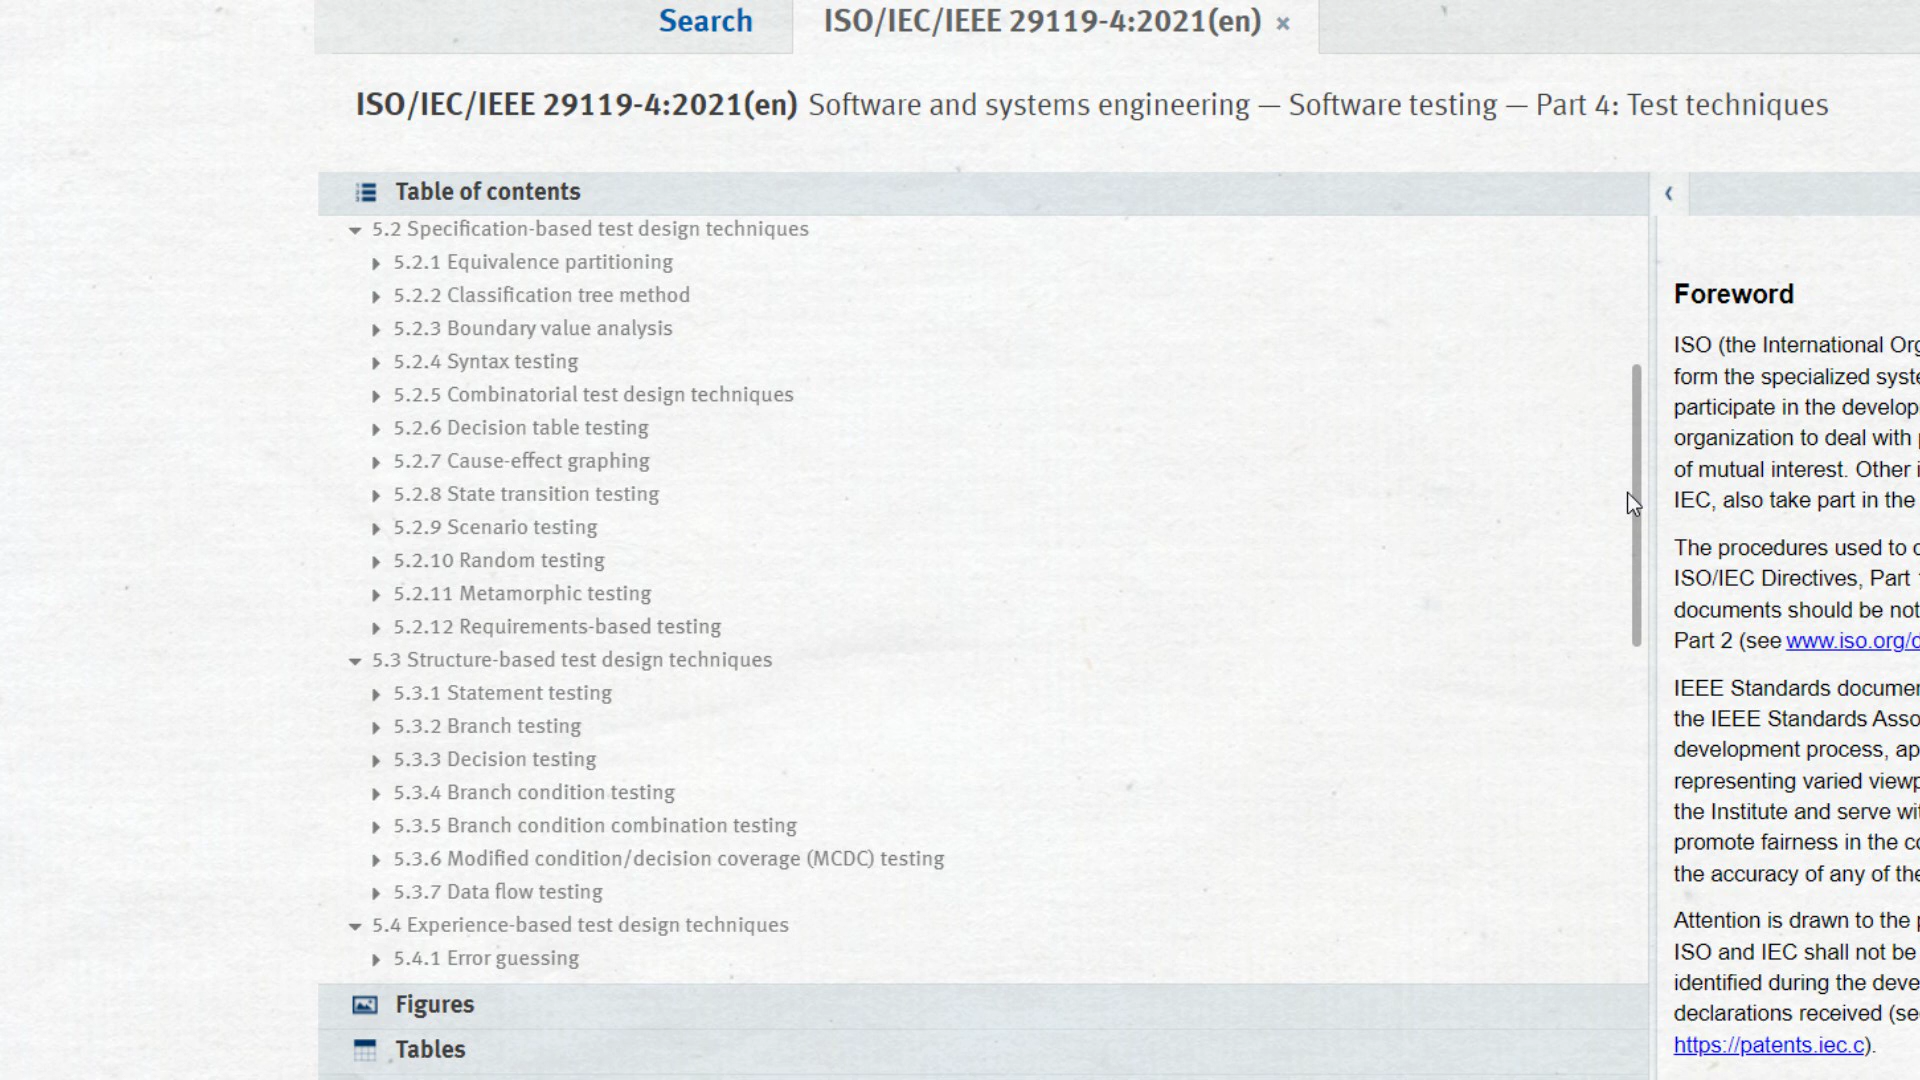 Search
ISO/IEC/IEEE 29119-4:2021(en) ×
ISO/IEC/IEEE 29119-4:2021(en) Software and systems engineering — Software testing — Part 4: Test techniques
Table of contents
5.2 Specification-based test design techniques
5.2.1 Equivalence partitioning
5.2.2 Classification tree method
5.2.3 Boundary value analysis
5.2.4 Syntax testing
5.2.5 Combinatorial test design techniques
5.2.6 Decision table testing
5.2.7 Cause-effect graphing
5.2.8 State transition testing
5.2.9 Scenario testing
5.2.10 Random testing
5.2.11 Metamorphic testing
5.2.12 Requirements-based testing
5.3 Structure-based test design techniques
5.3.1 Statement testing
5.3.2 Branch testing
5.3.3 Decision testing
5.3.4 Branch condition testing
5.3.5 Branch condition combination testing
5.3.6 Modified condition/decision coverage (MCDC) testing
5.3.7 Data flow testing
5.4 Experience-based test design techniques
5.4.1 Error guessing
Figures
Tables
Foreword
ISO (the International
form the specialized
participate in the
organization to deal with
of mutual interest. Other
IEC, also take part in the
The procedures used to
ISO/IEC Directives, Part
documents should be
Part 2 (see www.iso.org/
IEEE Standards
the IEEE Standards
development process,
representing varied
the Institute and serve
promote fairness in the
the accuracy of any of
Attention is drawn to the
ISO and IEC shall not be
identified during the
declarations received
https://patents.iec.c).